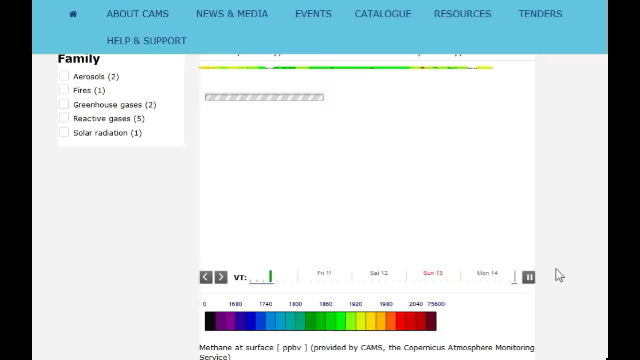 ABOUT CAMS NEWS & MEDIA EVENTS CATALOGUE RESOURCES TENDERS
HELP & SUPPORT
Family
Aerosols (2)
Fires (1)
Greenhouse gases (2)
Reactive gases (5)
Solar radiation (1)
VT: Fri 11 Sat 12 Sun 13 Mon 14
0 1680 1740 1800 1860 1920 1980 2040 75600
Methane at surface [ ppbv ] (provided by CAMS, the Copernicus Atmosphere Monitoring
Service)